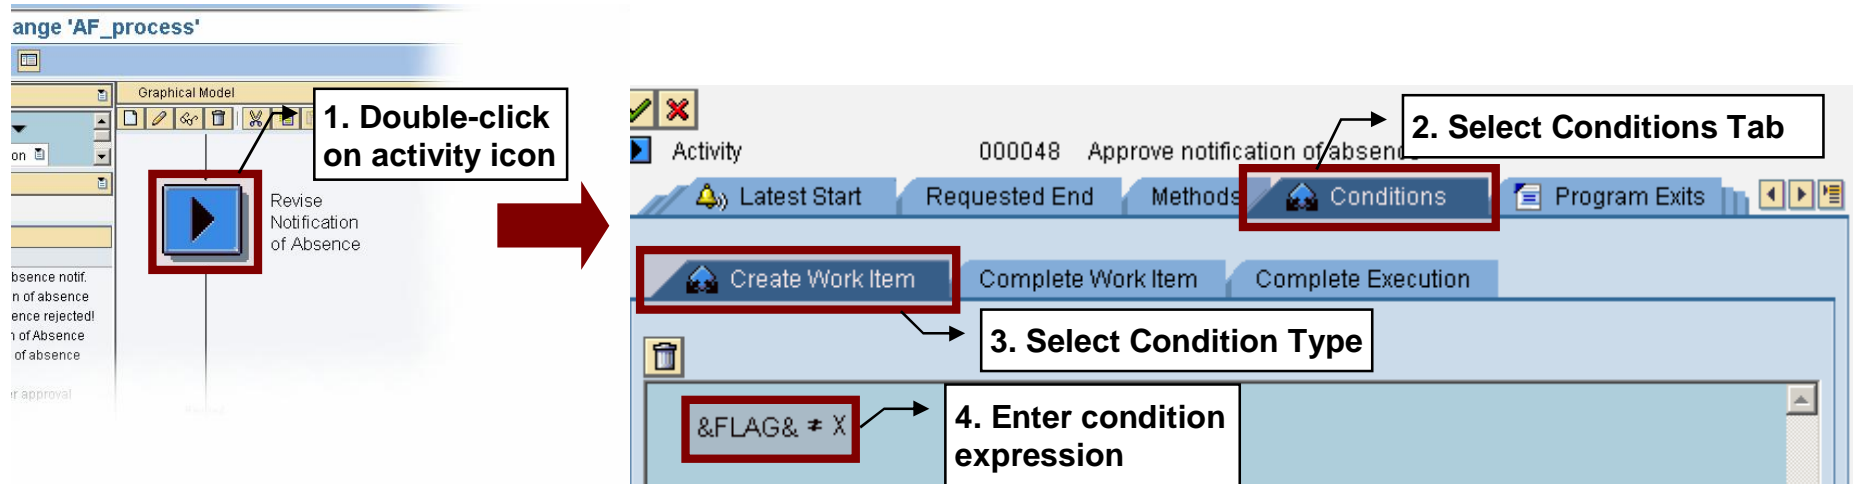 ange 'AF_process'
Graphical Model
1. Double-click
on activity icon
on
Revise
Notification
of Absence
bsence notif.
n of absence
ence rejected!
of Absence
of absence
r approval
2. Select Conditions Tab
Activity 000048 Approve notification of absence
Latest Start Requested End Methods Conditions Program Exits
Create Work Item Complete Work Item Complete Execution
3. Select Condition Type
4. Enter condition
expression
&FLAG& ≠ X